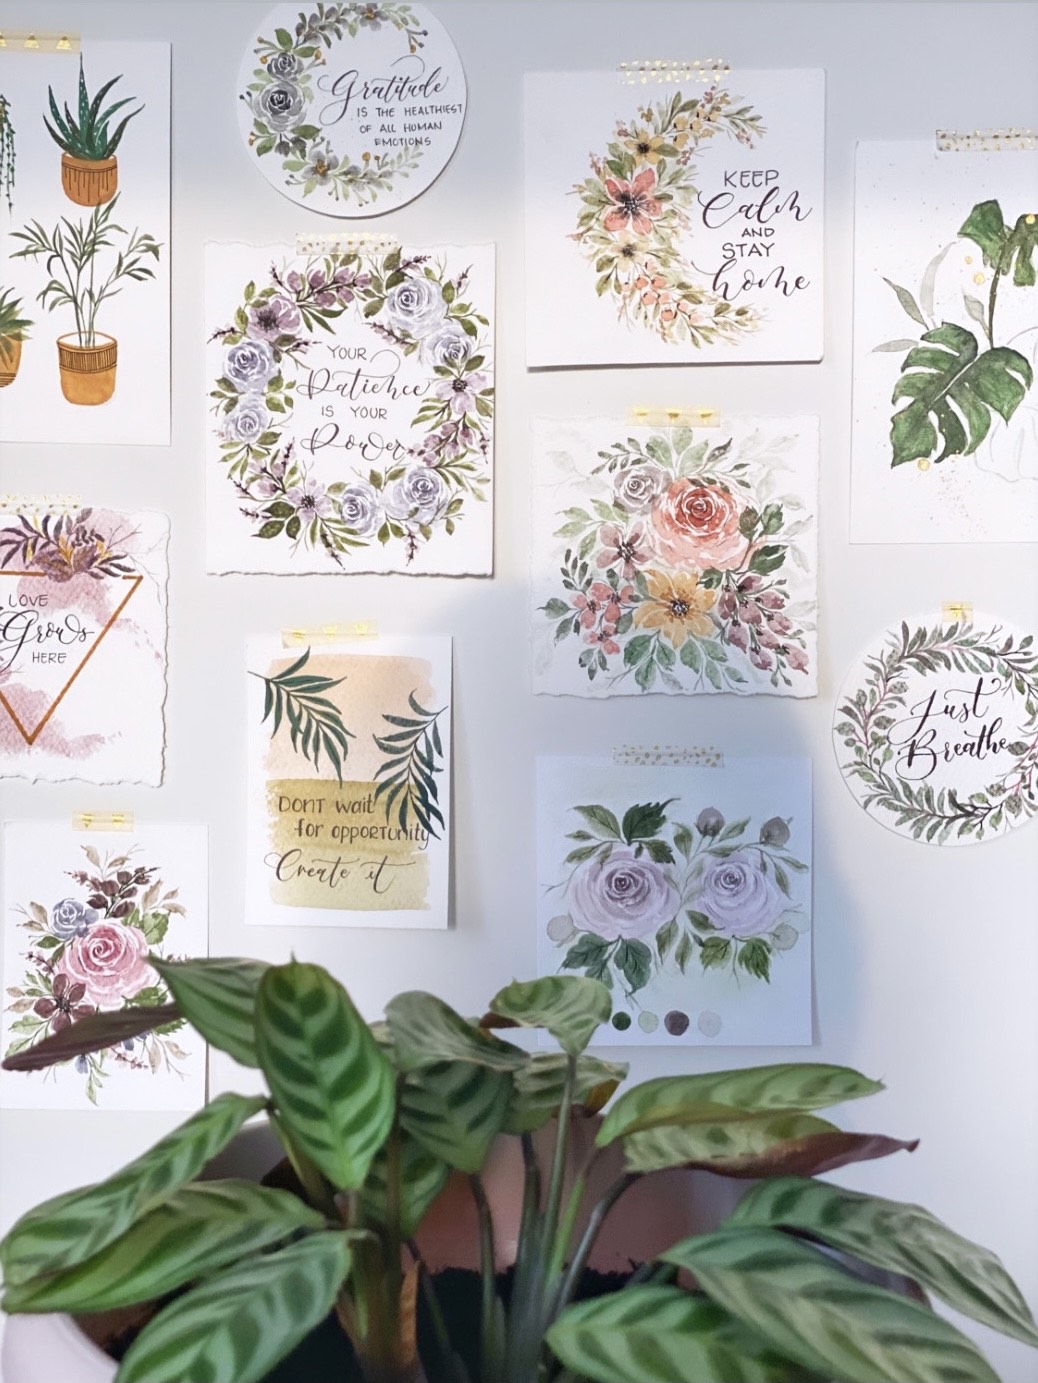 Gratitude
IS THE HEALTHIEST
OF ALL HUMAN
EMOTIONS
KEEP
Calm
AND
STAY
home
YOUR
Patience
IS YOUR
Power
LOVE
Grows
HERE
Just
Breathe
DONT wait
for opportunity
Create it